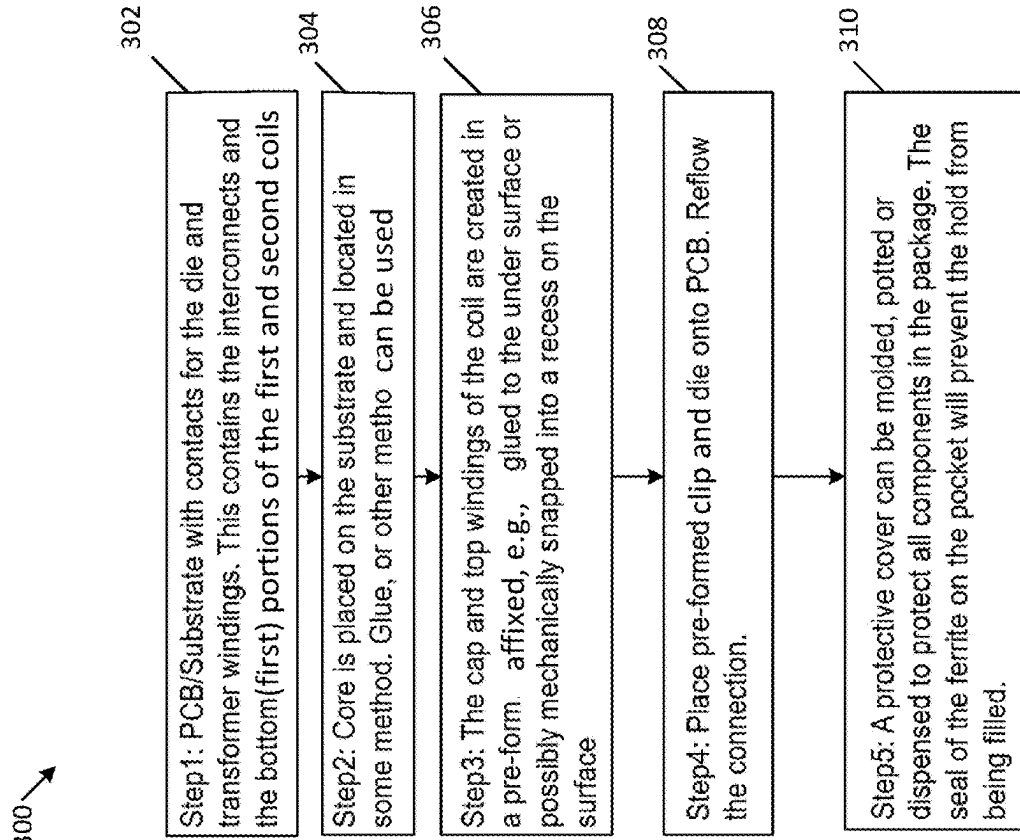 300
302
Step1: PCB/Substrate with contacts for the die and
transformer windings. This contains the interconnects and
the bottom(first) portions of the first and second coils
304
Step2: Core is placed on the substrate and located in
some method. Glue, or other metho can be used
306
Step3: The cap and top windings of the coil are created in
a pre-form. affixed, e.g., glued to the under surface or
possibly mechanically snapped into a recess on the
surface
308
Step4: Place pre-formed clip and die onto PCB. Reflow
the connection.
310
Step5: A protective cover can be molded, potted or
dispensed to protect all components in the package. The
seal of the ferrite on the pocket will prevent the hold from
being filled.